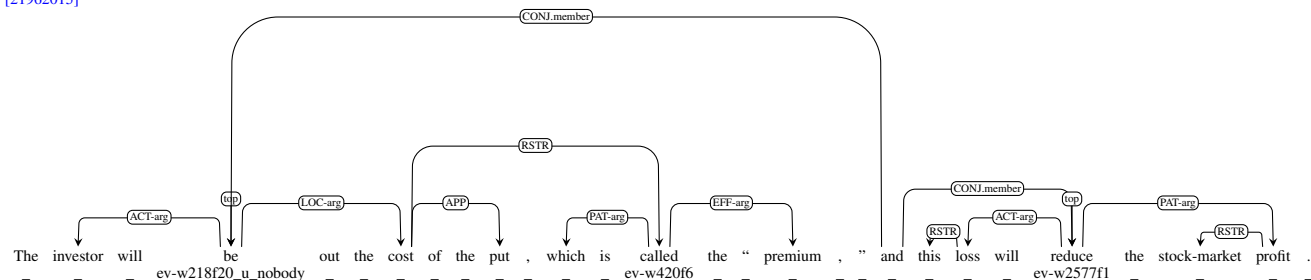 [21962015]
CONJ.member
RSTR
CONJ.member
top LOC-arg APP EFF-arg top PAT-arg
ACT-arg PAT-arg RSTR ACT-arg RSTR
The investor will be out the cost of the put , which is called the “ premium , ” and this loss will reduce the stock-market profit .
_ _ _ ev-w218f20_u_nobody _ _ _ _ _ _ _ _ _ ev-w420f6 _ _ _ _ _ _ _ _ _ ev-w2577f1 _ _ _ _